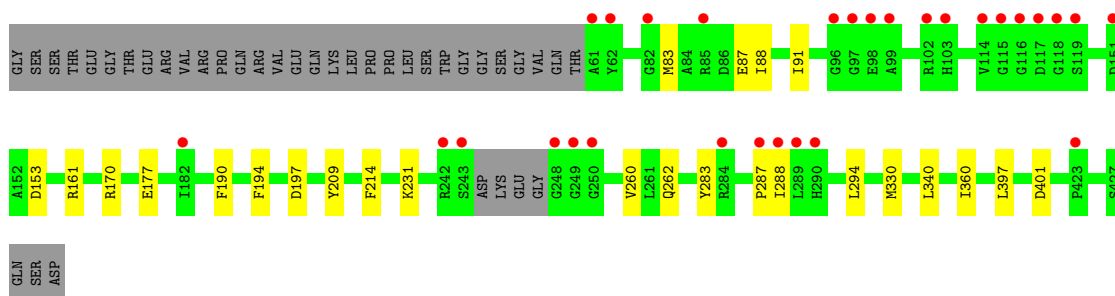 GLY SER SER THR GLU GLY THR GLU ARG VAL ARG PRO GLN ARG VAL GLU GLN LYS LEU PRO PRO LEU SER TRP GLY GLY SER GLY VAL GLN THR A61 Y62 G82 M83 A84 R85 D86 E87 I88 I91 G96 G97 E98 A99 R102 H103 V114 G115 G116 D117 G118 S119 D151
A152 D153 R161 R170 E177 I182 F190 F194 D197 Y209 F214 K231 R242 S243 ASP LYS GLU GLY G248 G249 G250 V260 L261 Q262 Y283 R284 P287 I288 L289 H290 L294 M330 L340 I360 L397 D401 P423
GLN SER ASP